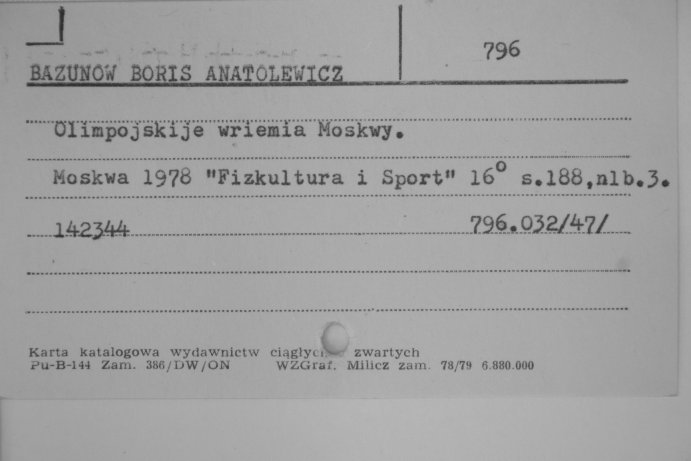 796
BAZUNOW BORIS ANATOLEWICZ
Olimpojskije wriemia Moskwy.
Moskwa 1978 "Fizkultura i Sport" 16° s.188,nlb.3.
142344 796.032/47/
Karta katalogowa wydawnictw zwartych
Pu-B-144 Zam. 386/DW/ON WZGraf. Milicz zam. 78/79 6.880.000